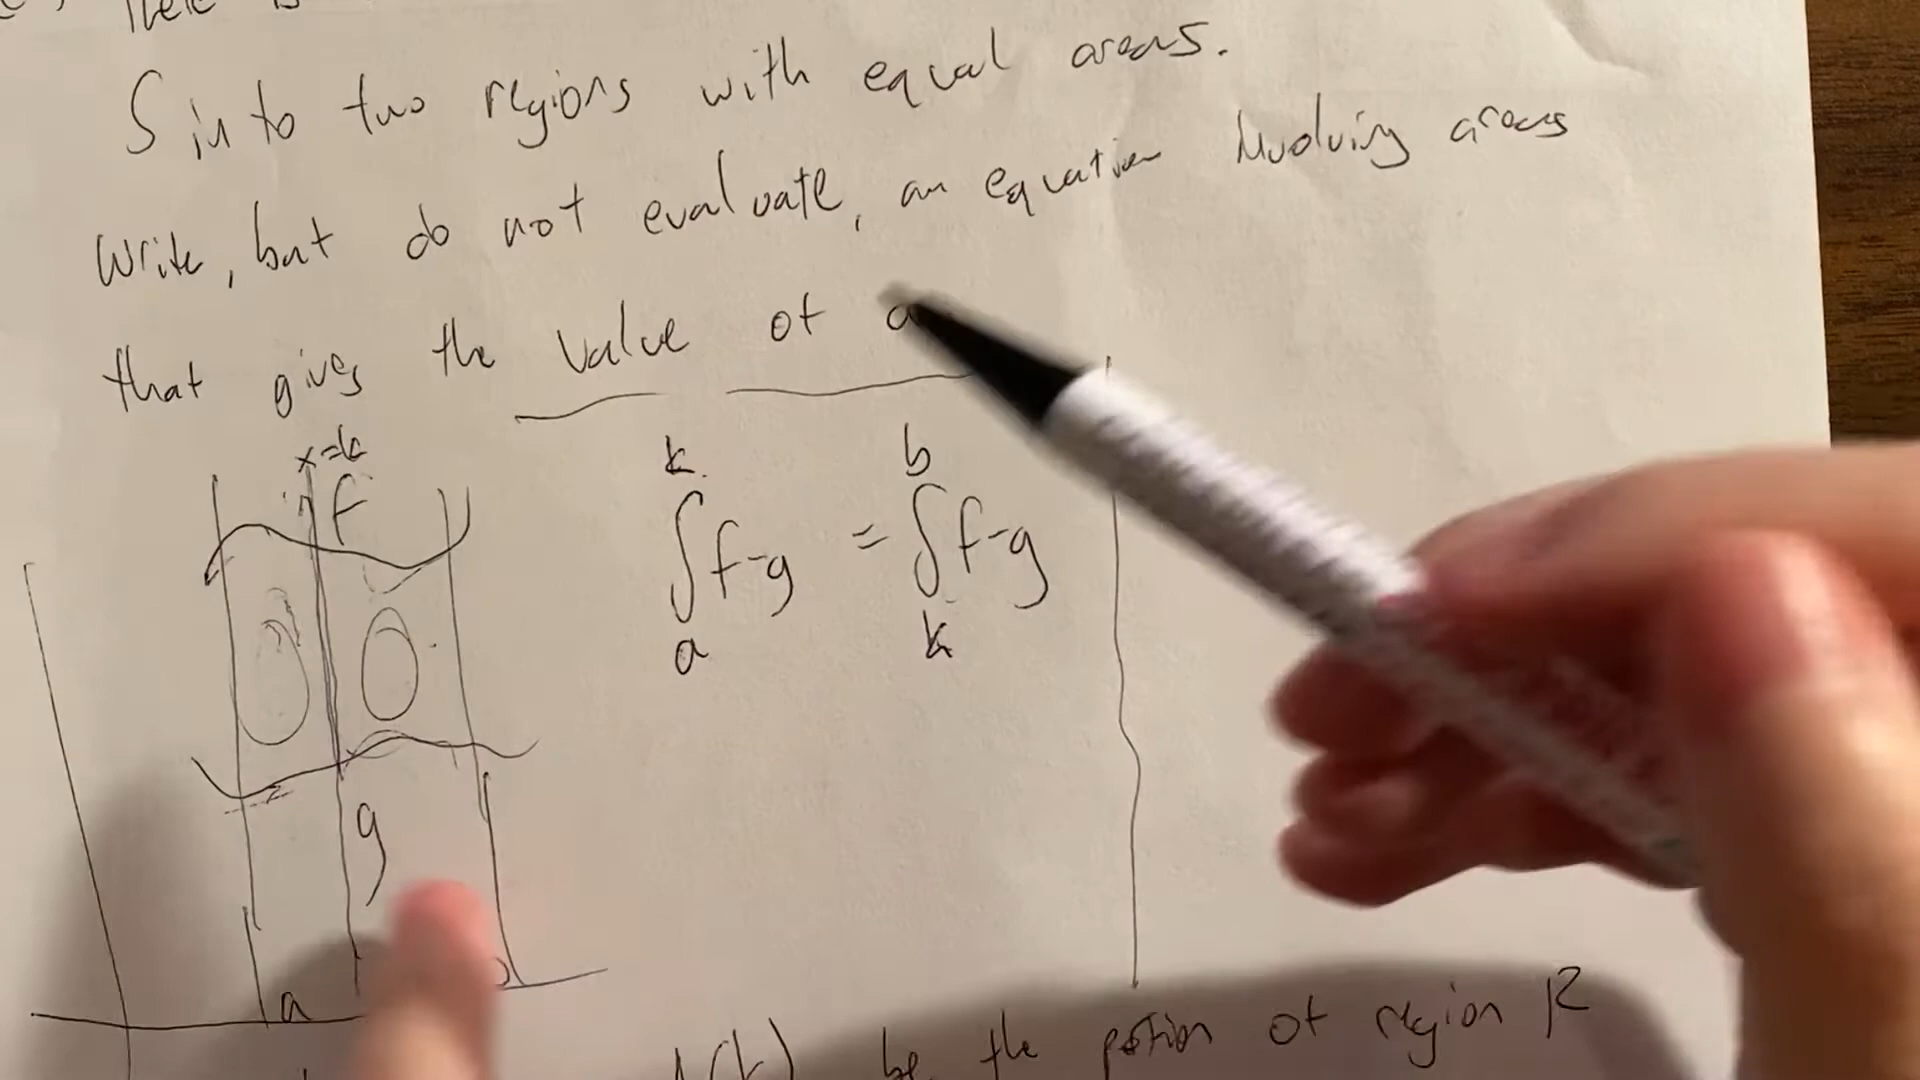 S into two regions with equal areas.
Write, but do not evaluate, an equation involving areas
that gives the value of a
x=k
f
k b
∫ f-g = ∫ f-g
a k
g
a
be the portion of region R